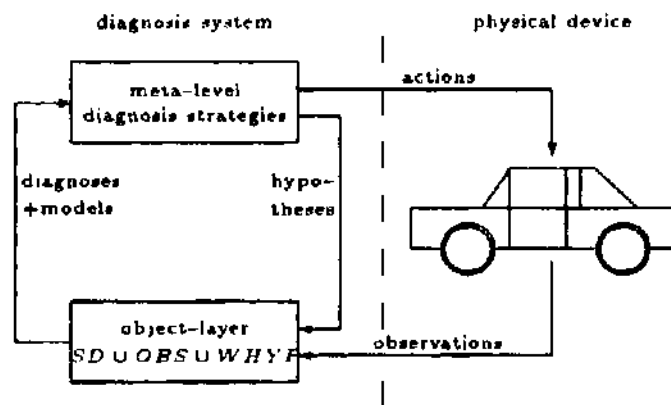 diagnosis system
physical device
meta-level
diagnosis strategies
actions
diagnoses
+models
hypo-
theses
object-layer
SD ∪ OBS ∪ WHYP
observations